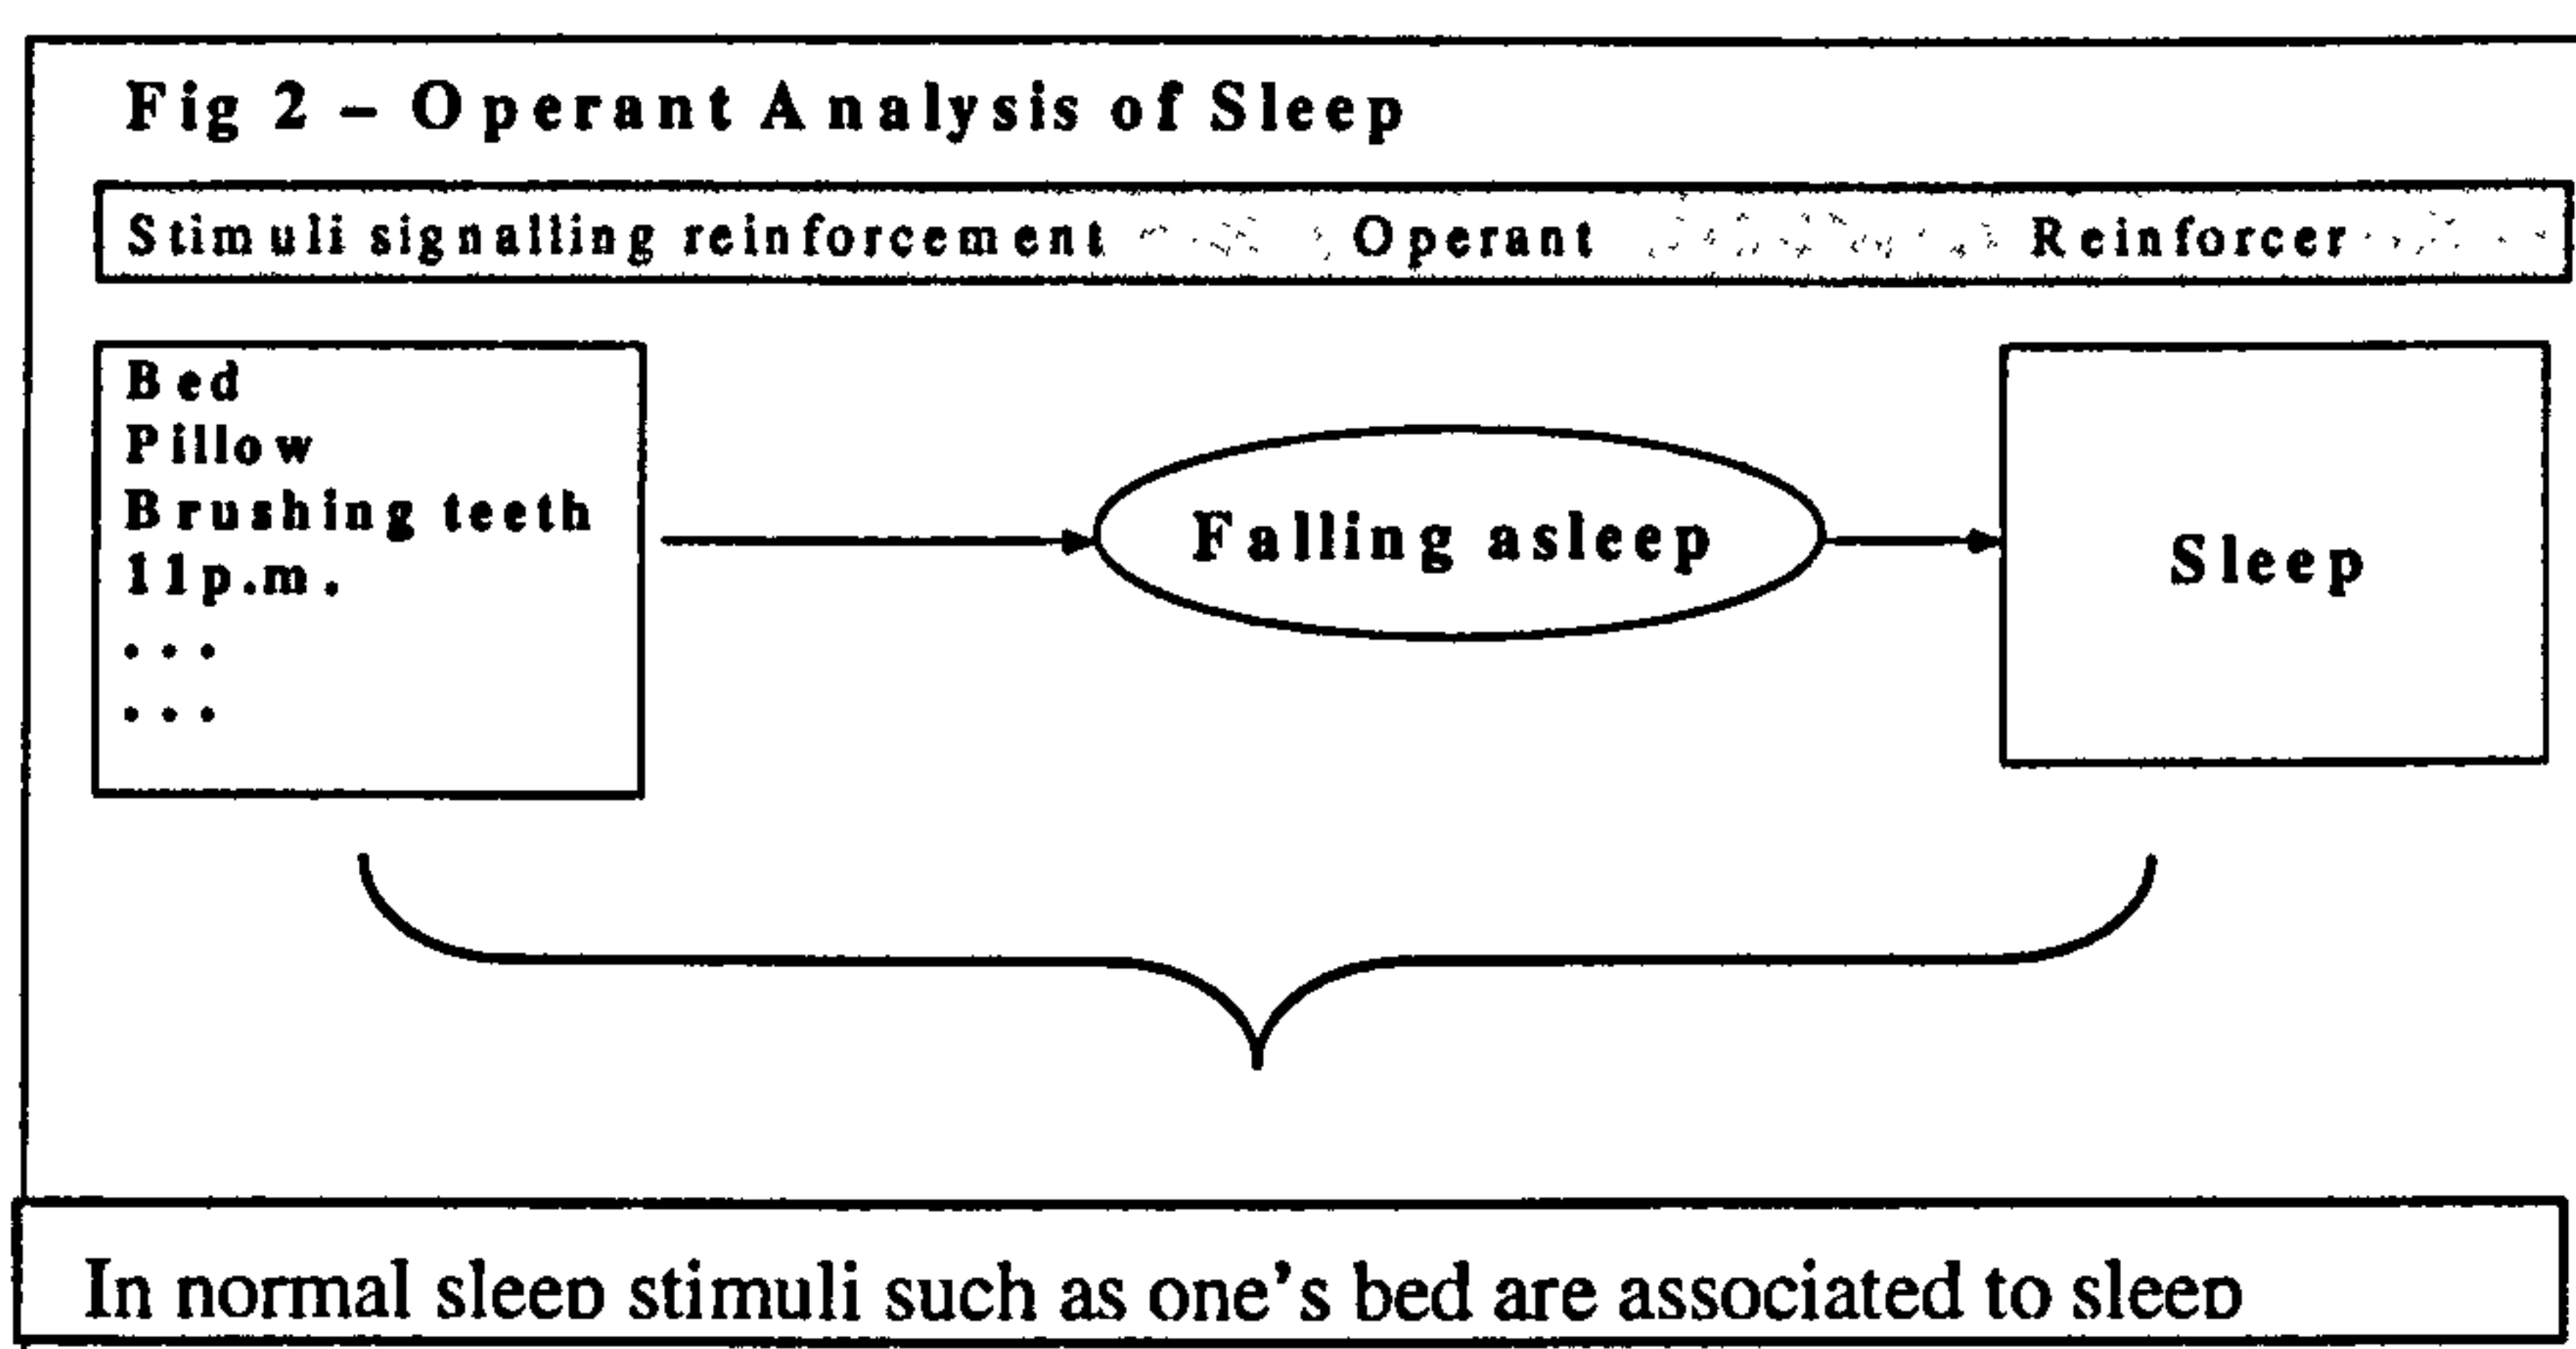 Fig 2 – Operant Analysis of Sleep
Stimuli signalling reinforcement Operant Reinforcer
Bed
Pillow
Brushing teeth
11p.m.
...
...
Falling asleep
Sleep
In normal sleep stimuli such as one's bed are associated to sleep